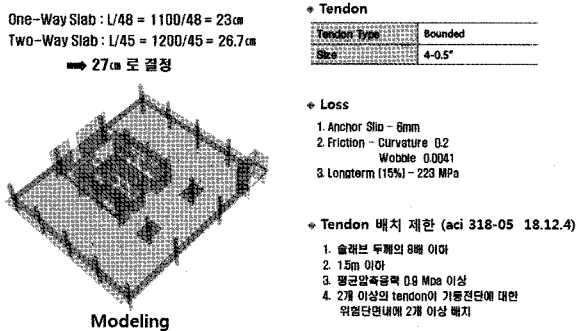 One-Way Slab : L/48 = 1100/48 = 23㎝
Two-Way Slab : L/45 = 1200/45 = 26.7㎝
➡ 27㎝ 로 결정
Modeling
Tendon
Tendon Type Bounded
Size 4-0.5"
Loss
1. Anchor Slip - 6mm
2. Friction - Curvature 0.2
Wobble 0.0041
3. Longterm (15%) - 223 MPa
Tendon 배치 제한 (aci 318-05 18.12.4)
1. 슬래브 두께의 8배 이하
2. 1.5m 이하
3. 평균압축응력 0.9 Mpa 이상
4. 2개 이상의 tendon이 기둥전단에 대한
위험단면내에 2개 이상 배치